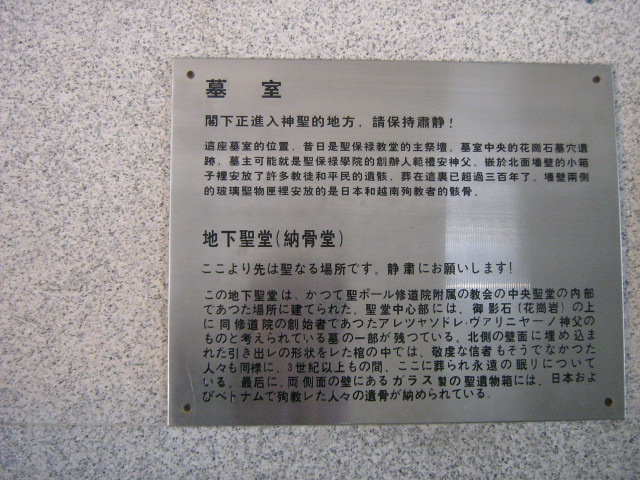 墓 室
閣下正進入神聖的地方，請保持肅静！
這座墓室的位置，昔日是聖保禄教堂的主祭壇。墓室中央的花崗石墓穴遺
跡，墓主可能就是聖保禄學院的創辦人範禮安神父。嵌於北面墻壁的小箱
子裡安放了許多教徒和平民的遺骸，葬在這裏已超過三百年了。墻壁兩側
的玻璃聖物匣裡安放的是日本和越南殉教者的骸骨。
地下聖堂(納骨堂)
ここより先は聖なる場所です。静粛にお願いします！
この地下聖堂は、かつて聖ポール修道院附属の教会の中央聖堂の内部
であつた場所に建てられた。聖堂中心部には、御影石(花崗岩)の上
に同修道院の創始者であつたアレツヤソドレ・ヴァリニヤーノ神父の
ものと考えられている墓の一部が残つている。北側の壁面に埋め込ま
れた引き出レの形状をレた棺の中では、敬虔な信者もそうでなかつた
人々も同様に、3世紀以上もの間、ここに葬られ永遠の眠リについて
いる。最后に、両側面の壁にあるガラス製の聖遺物箱には、日本およ
びベトナムで殉教レた人々の遺骨が納められている。